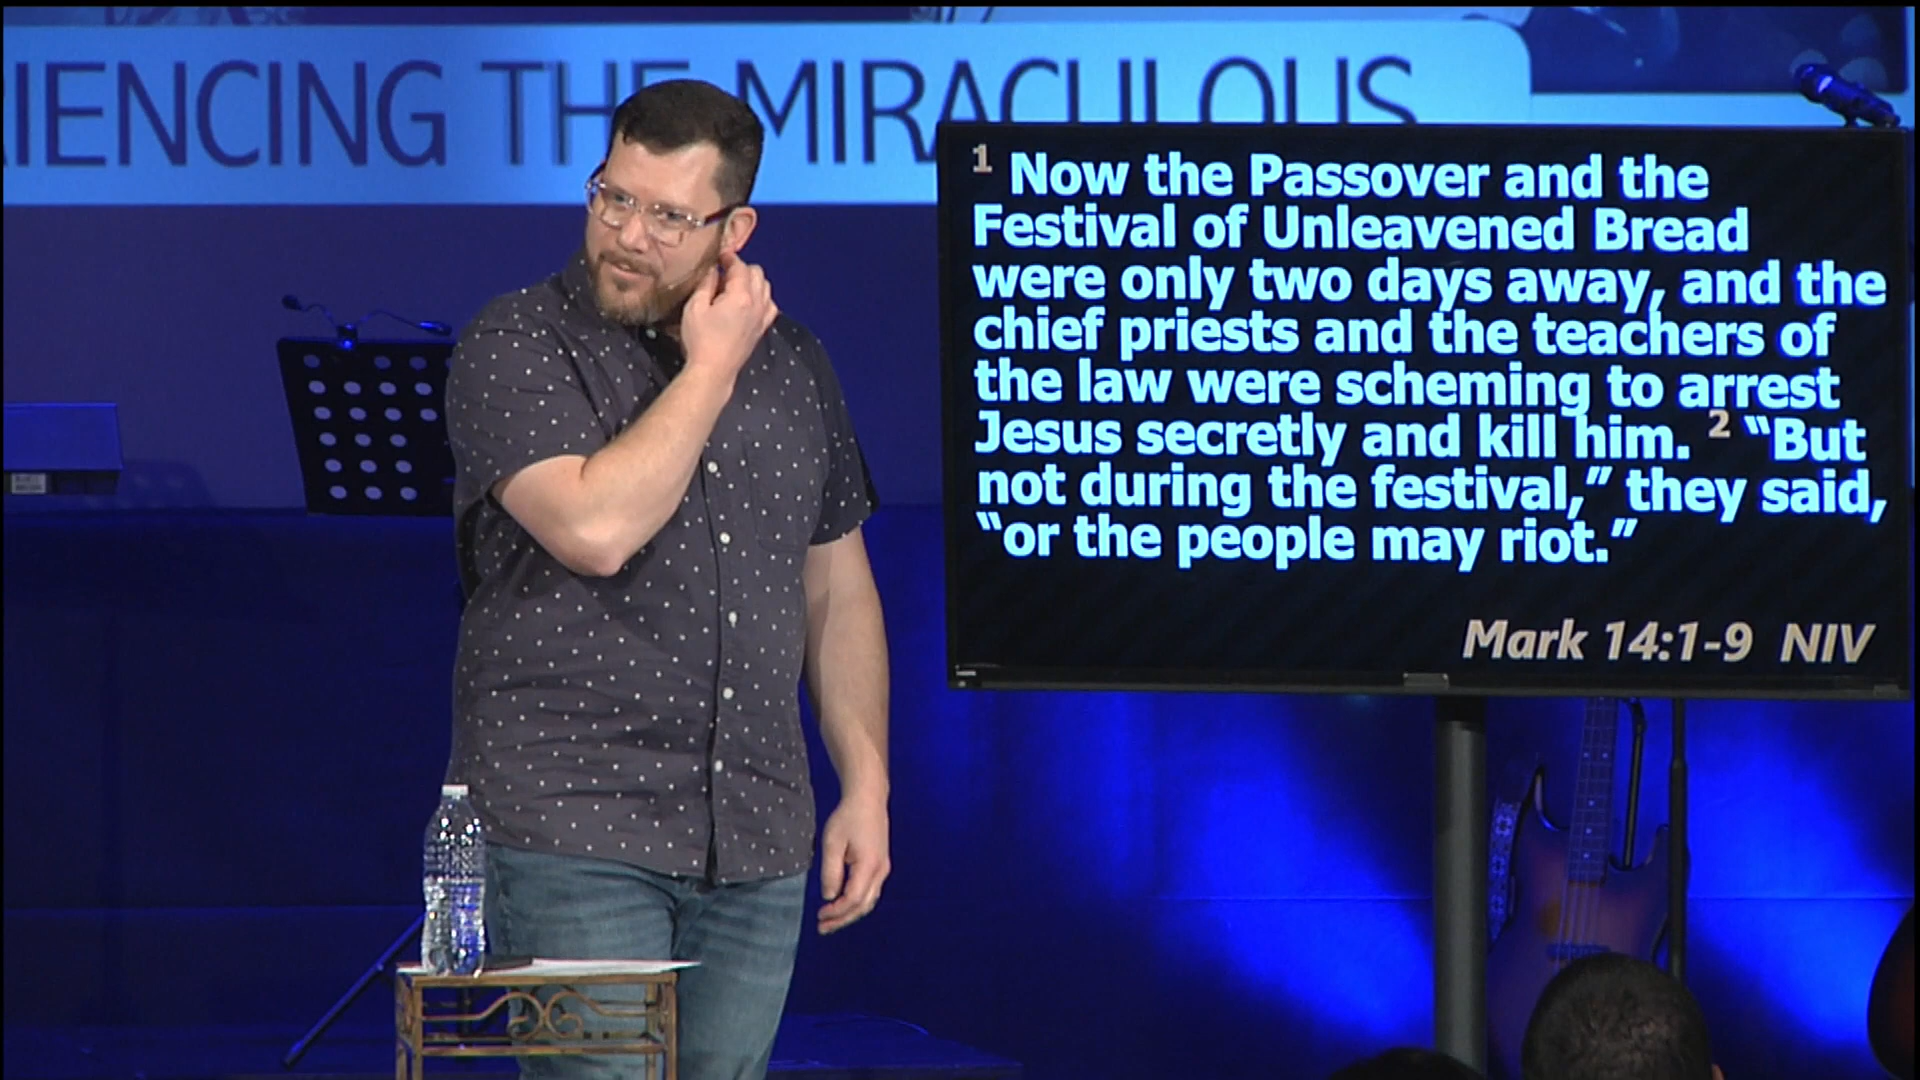 RIENCING THE MIRACULOUS
1 Now the Passover and the
Festival of Unleavened Bread
were only two days away, and the
chief priests and the teachers of
the law were scheming to arrest
Jesus secretly and kill him. 2 “But
not during the festival,” they said,
“or the people may riot.”
Mark 14:1-9 NIV